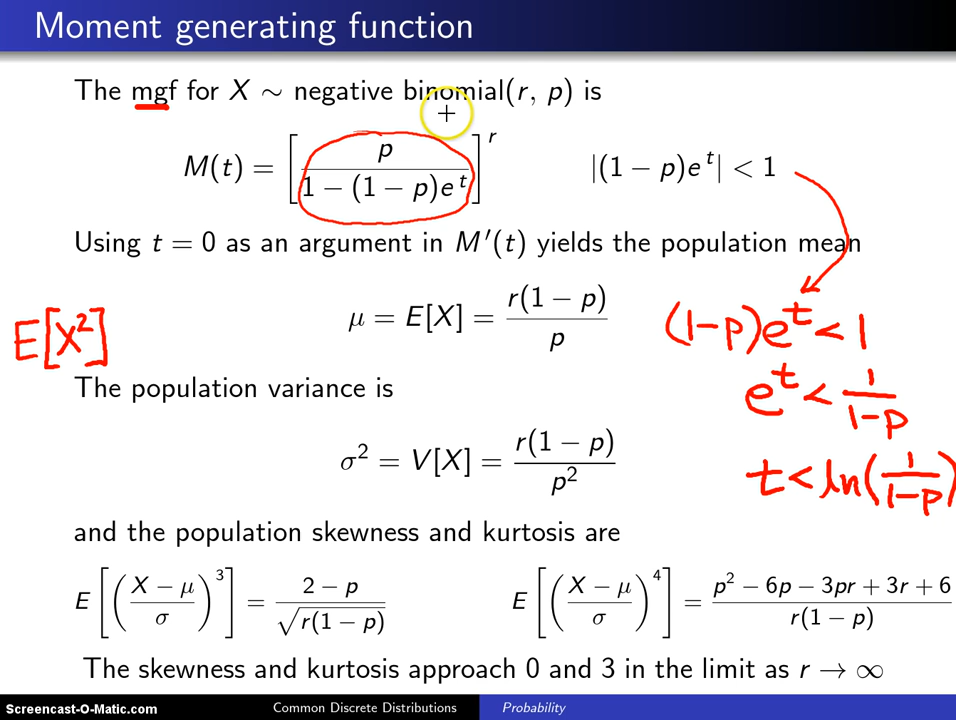 Moment generating function
The mgf for X ∼ negative binomial(r, p) is
M(t) = [ p / (1 − (1 − p)e^t) ]^r    |(1 − p)e^t| < 1
Using t = 0 as an argument in M′(t) yields the population mean
μ = E[X] = r(1 − p) / p
(1−p)e^t < 1
E[X²]
e^t < 1/(1−p)
The population variance is
σ² = V[X] = r(1 − p) / p²
t < ln(1/(1−p))
and the population skewness and kurtosis are
E[((X − μ)/σ)³] = (2 − p) / √(r(1 − p))    E[((X − μ)/σ)⁴] = (p² − 6p − 3pr + 3r + 6) / (r(1 − p))
The skewness and kurtosis approach 0 and 3 in the limit as r → ∞
Screencast-O-Matic.com    Common Discrete Distributions    Probability